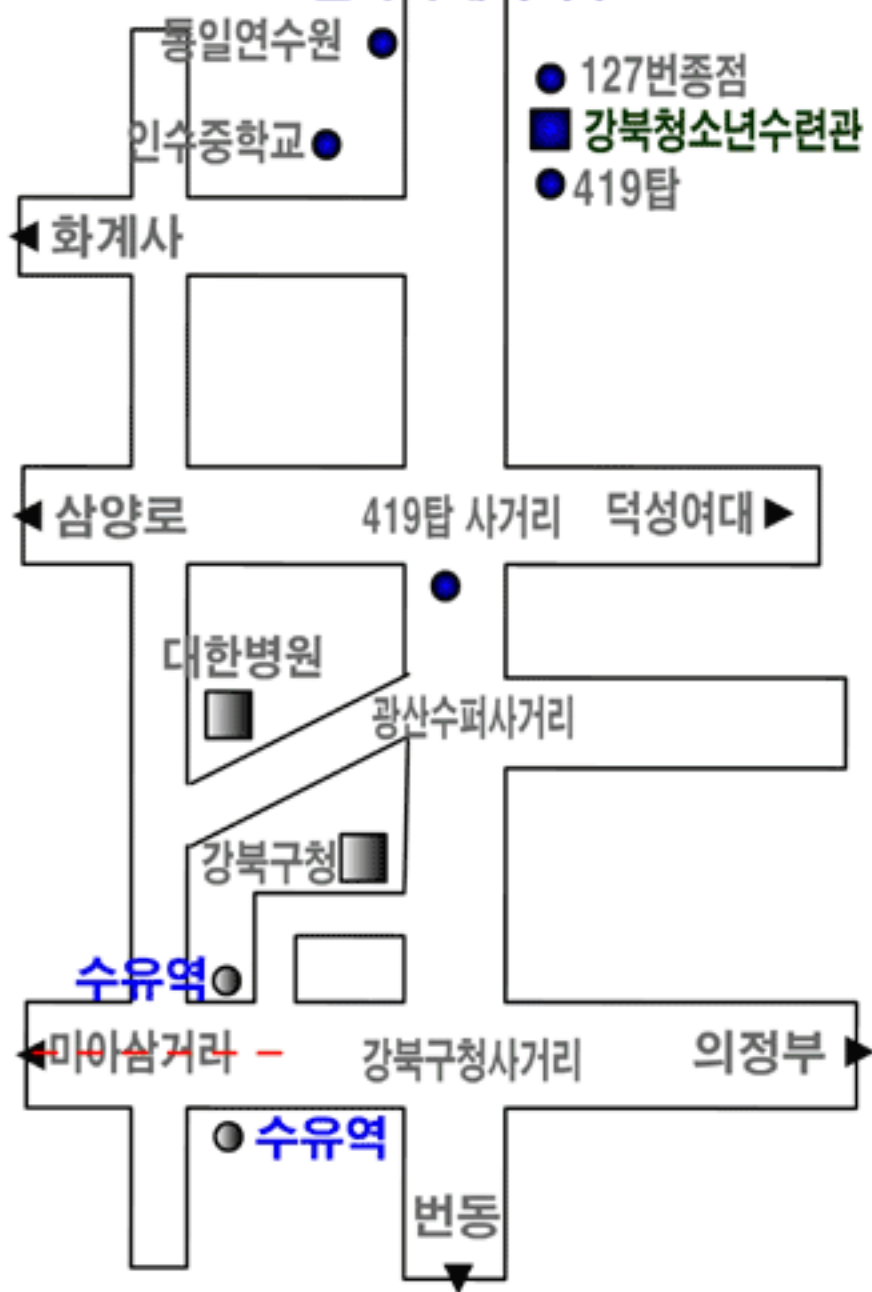 통일연수원
127번종점
강북청소년수련관
인수중학교
419탑
화계사
삼양로
419탑 사거리
덕성여대
대한병원
광산수퍼사거리
강북구청
수유역
미아삼거리
강북구청사거리
의정부
수유역
번동